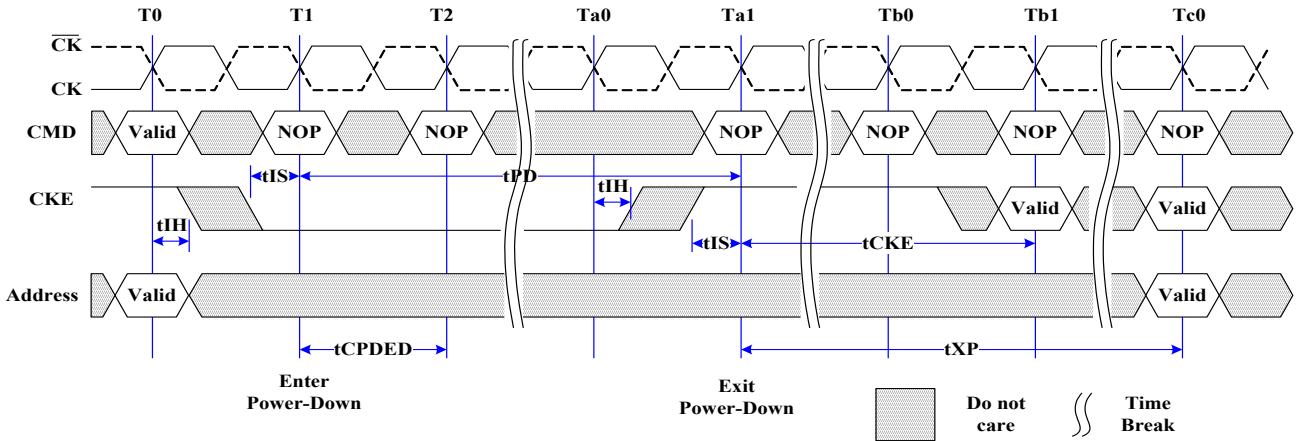 T0 T1 T2 Ta0 Ta1 Tb0 Tb1 Tc0
CK
CK
CMD Valid NOP NOP NOP NOP NOP NOP
tIS tPD tIH
CKE Valid Valid
tIH tIS tCKE
Address Valid Valid
tCPDED tXP
Enter
Power-Down
Exit
Power-Down
Do not
care
Time
Break